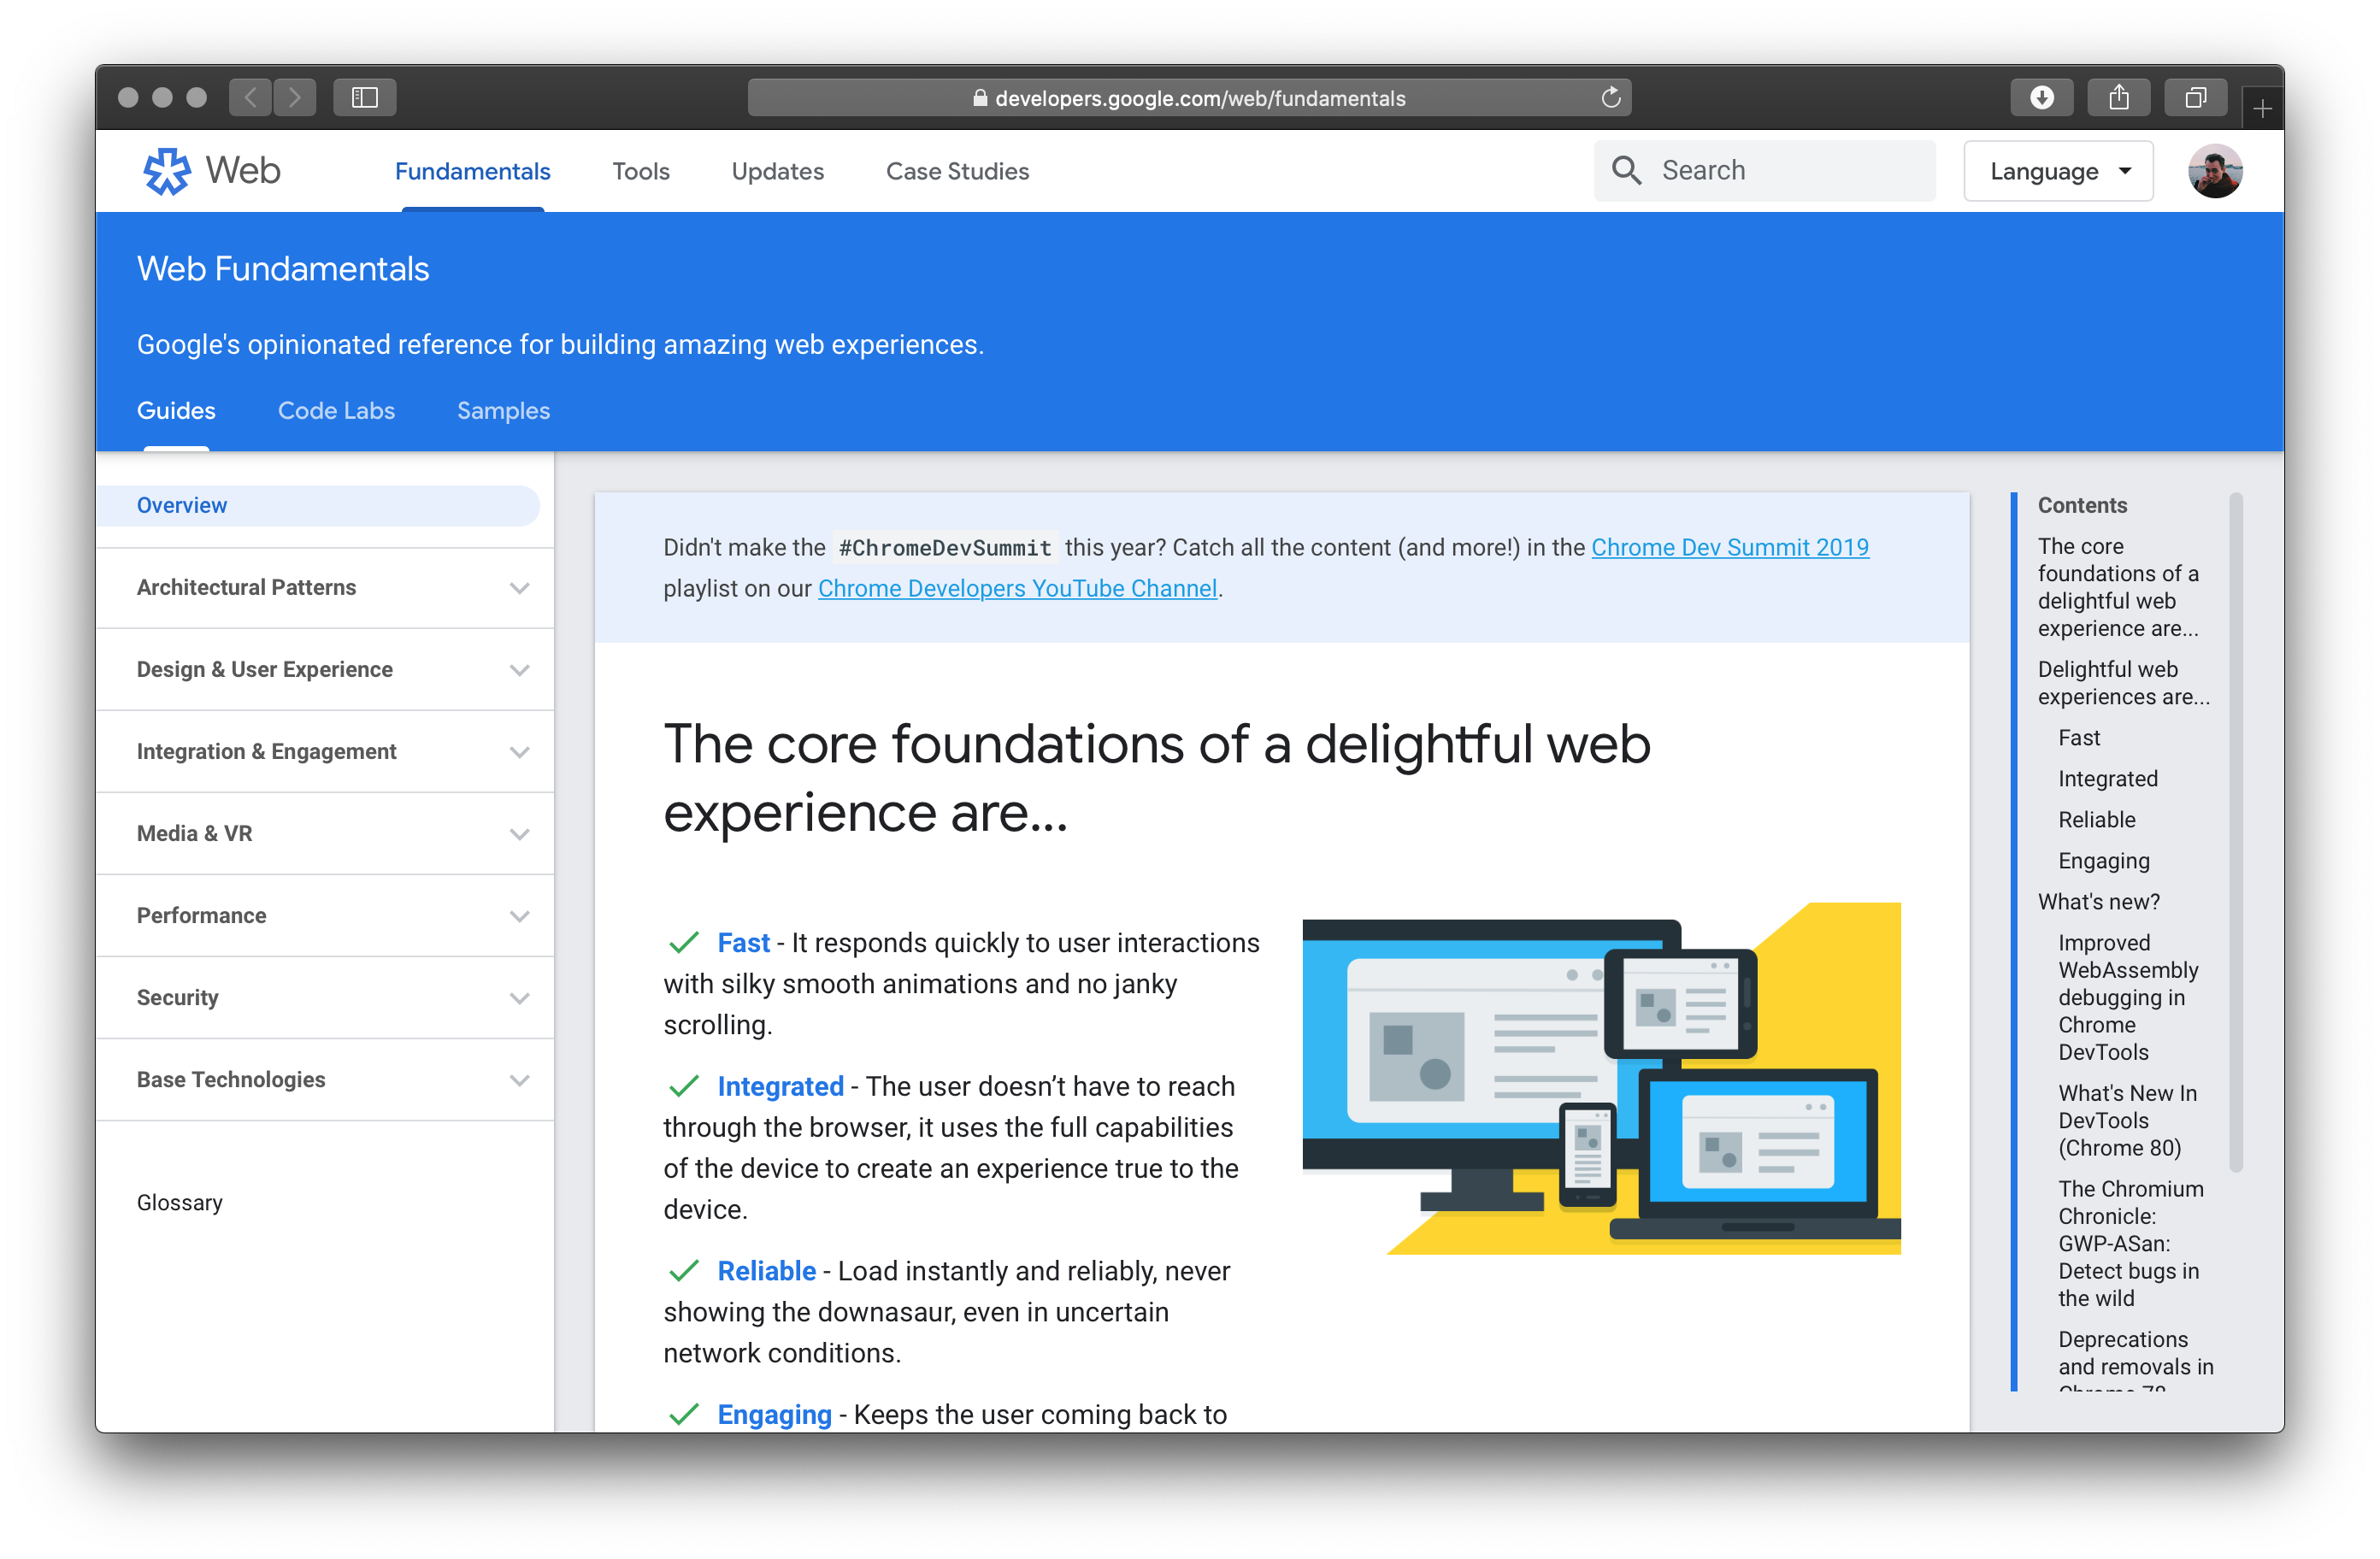 developers.google.com/web/fundamentals
Web
Fundamentals
Tools
Updates
Case Studies
Search
Language
Web Fundamentals
Google's opinionated reference for building amazing web experiences.
Guides
Code Labs
Samples
Overview
Architectural Patterns
Design & User Experience
Integration & Engagement
Media & VR
Performance
Security
Base Technologies
Glossary
Didn't make the #ChromeDevSummit this year? Catch all the content (and more!) in the Chrome Dev Summit 2019
playlist on our Chrome Developers YouTube Channel.
The core foundations of a delightful web
experience are...
Fast - It responds quickly to user interactions
with silky smooth animations and no janky
scrolling.
Integrated - The user doesn’t have to reach
through the browser, it uses the full capabilities
of the device to create an experience true to the
device.
Reliable - Load instantly and reliably, never
showing the downasaur, even in uncertain
network conditions.
Engaging - Keeps the user coming back to
Contents
The core
foundations of a
delightful web
experience are...
Delightful web
experiences are...
Fast
Integrated
Reliable
Engaging
What's new?
Improved
WebAssembly
debugging in
Chrome
DevTools
What's New In
DevTools
(Chrome 80)
The Chromium
Chronicle:
GWP-ASan:
Detect bugs in
the wild
Deprecations
and removals in
Chrome 78